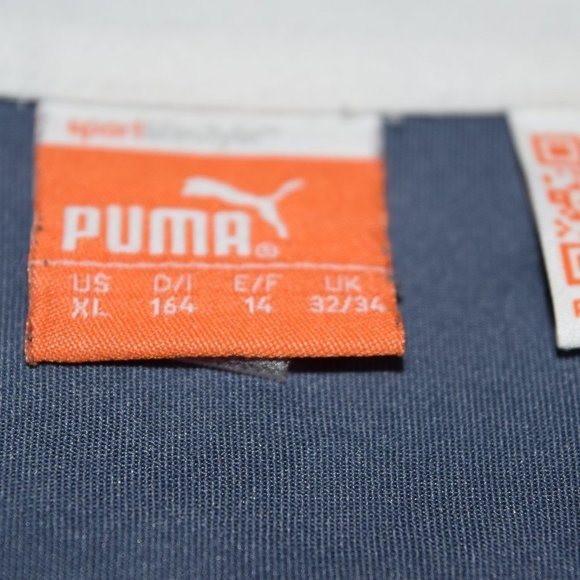 sportlifestyle
PUMA®
US D/I E/F UK
XL 164 14 32/34